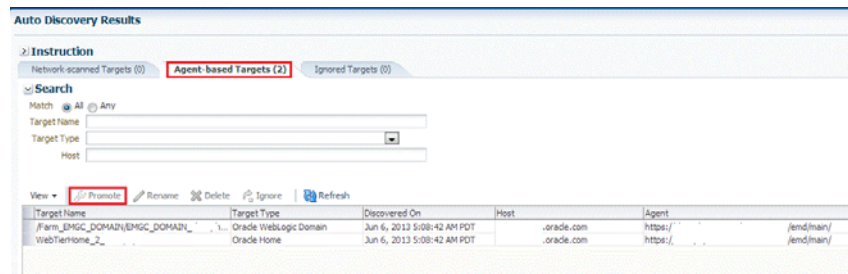 Auto Discovery Results
Instruction
Network-scanned Targets (0) Agent-based Targets (2) Ignored Targets (0)
Search
Match All Any
Target Name
Target Type
Host
View Promote Rename Delete Ignore Refresh
Target Name Target Type Discovered On Host Agent
/Farm_EMGC_DOMAIN/EMGC_DOMAIN_ ... Oracle WebLogic Domain Jun 6, 2013 5:08:42 AM PDT .oracle.com https:/ /emd/main/
WebTierHome_2_ Oracle Home Jun 6, 2013 5:08:42 AM PDT .oracle.com https:/ /emd/main/